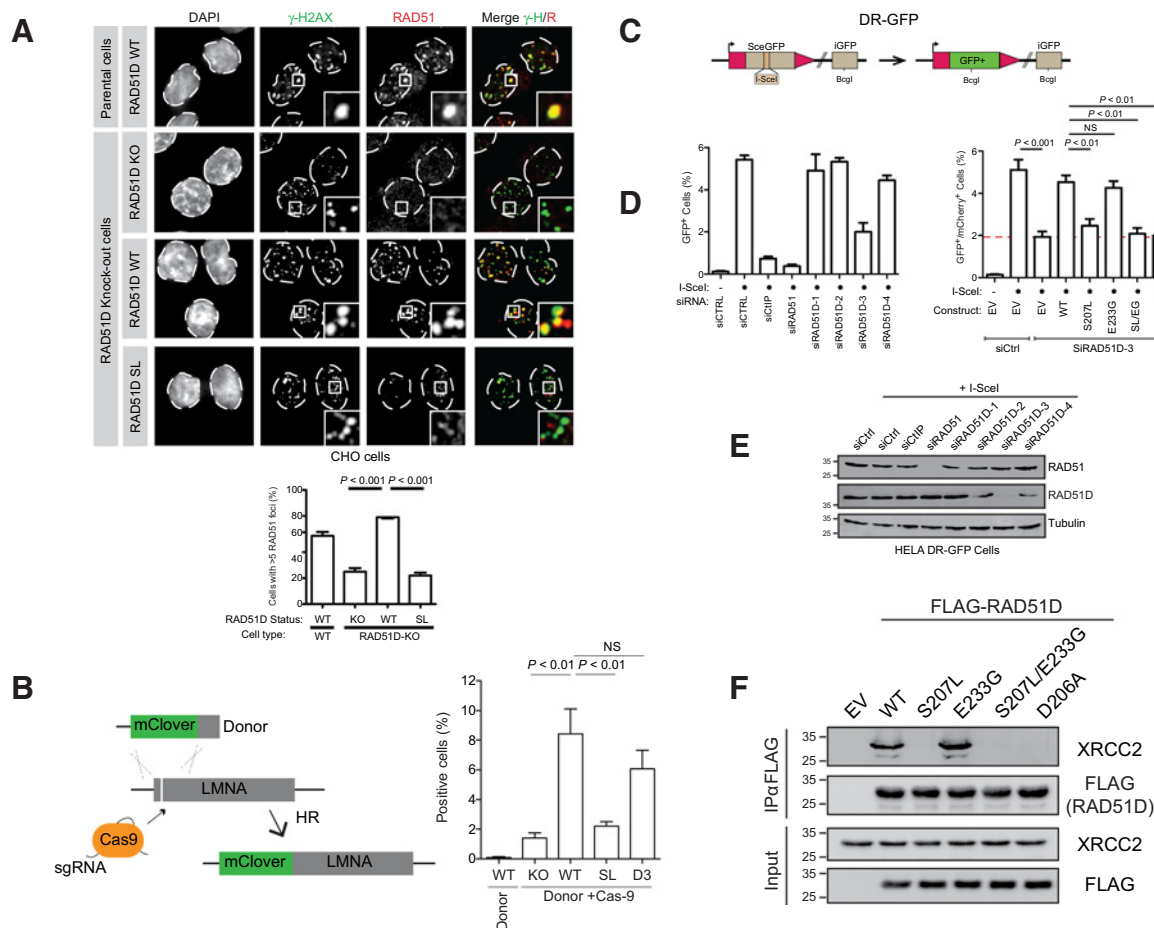 A
DAPI
γ-H2AX
RAD51
Merge γ-H/R
Parental cells
RAD51D WT
RAD51D Knock-out cells
RAD51D KO
RAD51D WT
RAD51D SL
CHO cells
P < 0.001 P < 0.001
Cells with >5 RAD51 foci (%)
100
80
60
40
20
0
RAD51D Status: WT KO WT SL
Cell type: WT RAD51D-KO
B
mClover Donor
LMNA
Cas9
sgRNA
HR
mClover LMNA
NS
P < 0.01 P < 0.01
Positive cells (%)
12
10
8
6
4
2
0
WT KO WT SL D3
Donor Donor +Cas-9
C
DR-GFP
SceGFP iGFP iGFP
GFP+
I-SceI BcgI BcgI BcgI
D
GFP+ Cells (%)
8
6
4
2
0
I-SceI: - • • • • • • •
siRNA: siCTRL siCTRL siCtIP siRAD51 siRAD51D-1 siRAD51D-2 siRAD51D-3 siRAD51D-4
P < 0.01
P < 0.01
NS
P < 0.001 P < 0.01
GFP+/mCherry+ Cells (%)
8
6
4
2
0
I-SceI: - • • • • • •
Construct: EV EV EV WT S207L E233G SL/EG
siCtrl SiRAD51D-3
E
+ I-SceI
siCtrl siCtrl siCtIP siRAD51 siRAD51D-1 siRAD51D-2 siRAD51D-3 siRAD51D-4
35
25
RAD51
35
25
RAD51D
35
25
Tubulin
HELA DR-GFP Cells
F
FLAG-RAD51D
EV WT S207L E233G S207L/E233G D206A
IPαFLAG
35
25
XRCC2
35
25
FLAG
(RAD51D)
Input
35
25
XRCC2
35
25
FLAG